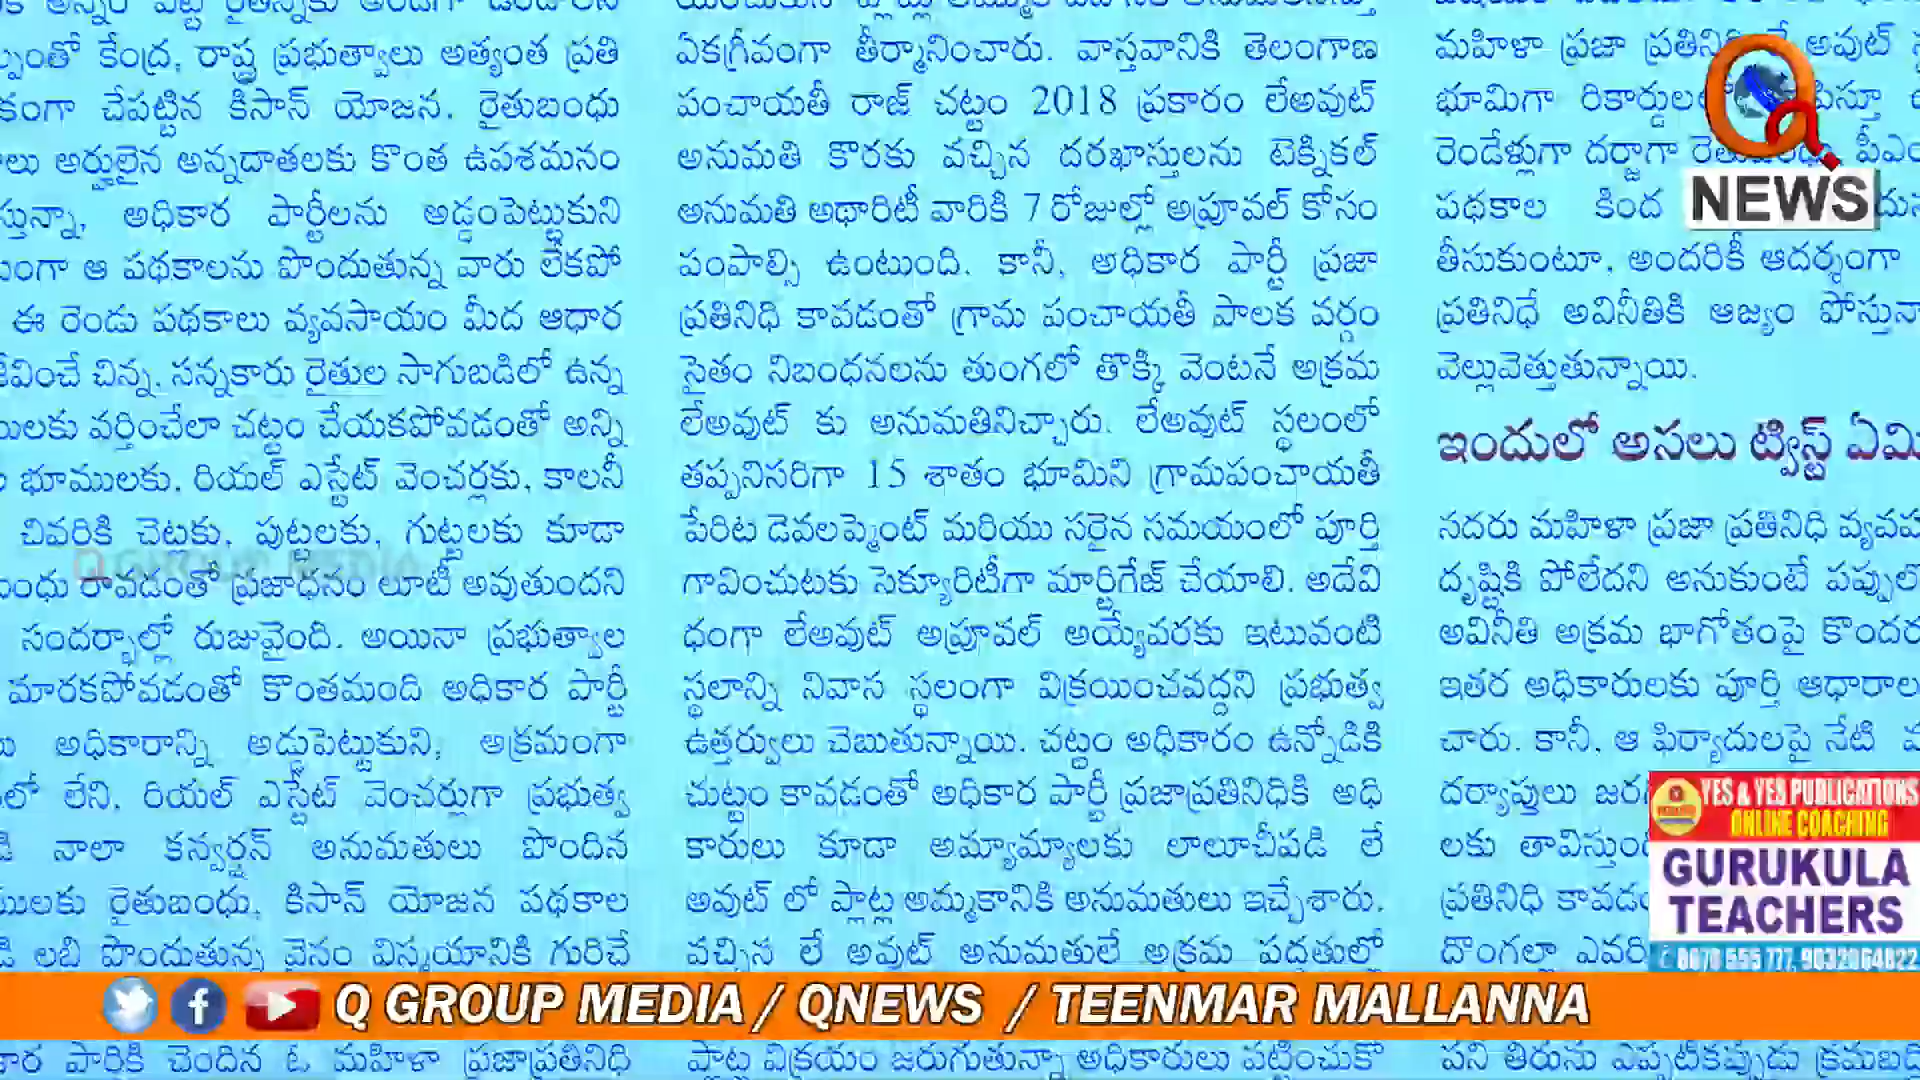 కేంద్ర, రాష్ట్ర ప్రభుత్వాలు అత్యంత ప్రతి
చేపట్టిన కిసాన్ యోజన, రైతుబంధు
అర్హులైన అన్నదాతలకు కొంత ఉపశమనం
అధికార పార్టీలను అడ్డంపెట్టుకుని
ఆ పథకాలను పొందుతున్న వారు లేకపో
ఈ రెండు పథకాలు వ్యవసాయం మీద ఆధార
చిన్న, సన్నకారు రైతుల సాగుబడిలో ఉన్న
వర్తించేలా చట్టం చేయకపోవడంతో అన్ని
భూములకు, రియల్ ఎస్టేట్ వెంచర్లకు, కాలనీ
చివరికి చెట్లకు, పుట్టలకు, గుట్టలకు కూడా
రావడంతో ప్రజాధనం లూటీ అవుతుందని
సందర్భాల్లో రుజువైంది. అయినా ప్రభుత్వాల
మారకపోవడంతో కొంతమంది అధికార పార్టీ
అధికారాన్ని అడ్డుపెట్టుకుని, అక్రమంగా
లేని, రియల్ ఎస్టేట్ వెంచర్లుగా ప్రభుత్వ
నాలా కన్వర్షన్ అనుమతులు పొందిన
రైతుబంధు, కిసాన్ యోజన పథకాల
లబ్ది పొందుతున్న వైనం విస్మయానికి గురిచే
పార్టీకి చెందిన ఓ మహిళా ప్రజాప్రతినిధి
ఏకగ్రీవంగా తీర్మానించారు. వాస్తవానికి తెలంగాణ
పంచాయతీ రాజ్ చట్టం 2018 ప్రకారం లేఅవుట్
అనుమతి కొరకు వచ్చిన దరఖాస్తులను టెక్నికల్
అనుమతి అథారిటీ వారికి 7 రోజుల్లో అప్రూవల్ కోసం
పంపాల్సి ఉంటుంది. కానీ, అధికార పార్టీ ప్రజా
ప్రతినిధి కావడంతో గ్రామ పంచాయతీ పాలక వర్గం
సైతం నిబంధనలను తుంగలో తొక్కి వెంటనే అక్రమ
లేఅవుట్ కు అనుమతినిచ్చారు. లేఅవుట్ స్థలంలో
తప్పనిసరిగా 15 శాతం భూమిని గ్రామపంచాయతీ
పేరిట డెవలప్మెంట్ మరియు సరైన సమయంలో పూర్తి
గావించుటకు సెక్యూరిటీగా మార్టిగేజ్ చేయాలి. అదేవి
ధంగా లేఅవుట్ అప్రూవల్ అయ్యేవరకు ఇటువంటి
స్థలాన్ని నివాస స్థలంగా విక్రయించవద్దని ప్రభుత్వ
ఉత్తర్వులు చెబుతున్నాయి. చట్టం అధికారం ఉన్నోడికి
చుట్టం కావడంతో అధికార పార్టీ ప్రజాప్రతినిధికి అధి
కారులు కూడా అమ్యామ్యాలకు లాలూచీపడి లే
అవుట్ లో ప్లాట్ల అమ్మకానికి అనుమతులు ఇచ్చేశారు.
వచ్చిన లే అవుట్ అనుమతులే అక్రమ పద్ధతుల్లో
ప్లాట్ల విక్రయం జరుగుతున్నా అధికారులు పట్టించుకో
మహిళా ప్రజా అవుట్
భూమిగా
రెండేళ్లుగా దర్జాగా
పథకాల కింద
తీసుకుంటూ, అందరికీ ఆదర్శంగా
ప్రతినిధే అవినీతికి ఆజ్యం
వెల్లువెత్తుతున్నాయి.
ఇందులో అసలు ట్విస్ట్
సదరు మహిళా ప్రజా ప్రతినిధి
దృష్టికి పోలేదని అనుకుంటే
అవినీతి అక్రమ భాగోతంపై
ఇతర అధికారులకు పూర్తి
చారు. కానీ, ఆ ఫిర్యాదులపై నేటి
దర్యాప్తులు
లకు
ప్రతినిధి
దొంగల్లా
పని తీరును ఎప్పటికప్పుడు
Q NEWS
Q GROUP MEDIA
YES & YES PUBLICATIONS
ONLINE COACHING
GURUKULA
TEACHERS
Q GROUP MEDIA / QNEWS / TEENMAR MALLANNA